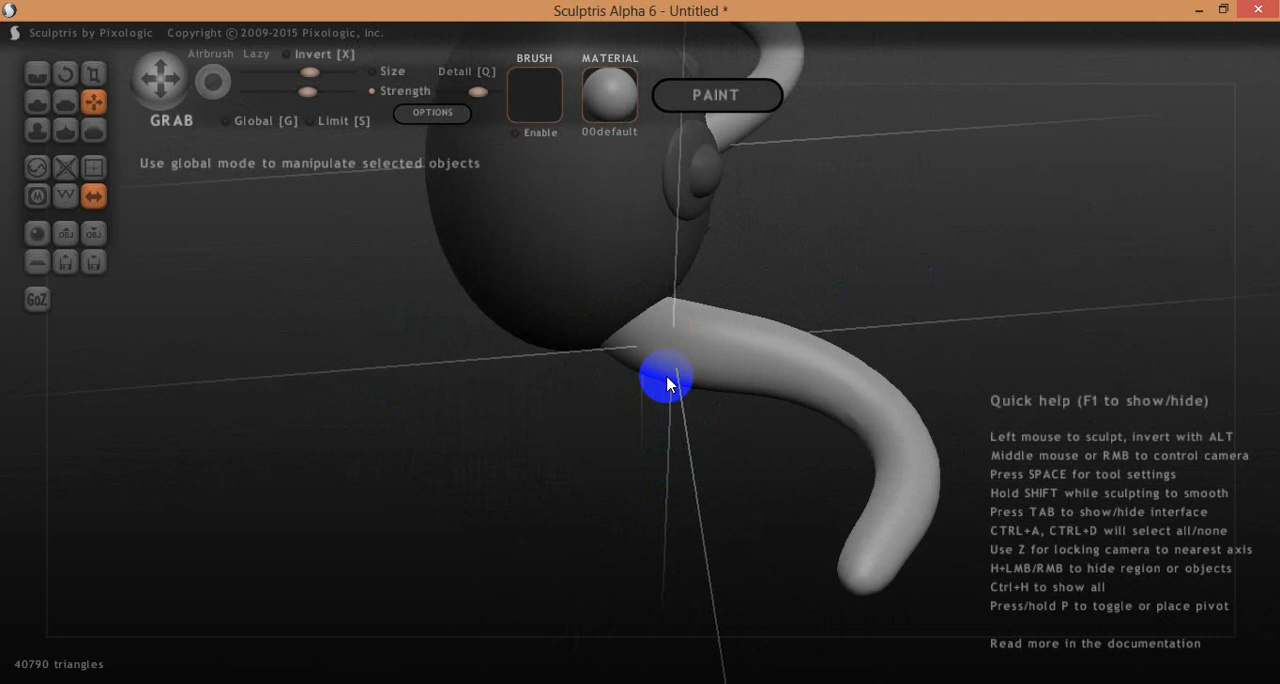 Sculptris Alpha 6 - Untitled *
Sculptris by Pixologic Copyright © 2009-2015 Pixologic, Inc.
Airbrush Lazy Invert [X]
Size Detail [Q]
Strength
OPTIONS
GRAB Global [G] Limit [S]
BRUSH
Enable
MATERIAL
00default
PAINT
Use global mode to manipulate selected objects
OBJ OBJ
GoZ
Quick help (F1 to show/hide)
Left mouse to sculpt, invert with ALT
Middle mouse or RMB to control camera
Press SPACE for tool settings
Hold SHIFT while sculpting to smooth
Press TAB to show/hide interface
CTRL+A, CTRL+D will select all/none
Use Z for locking camera to nearest axis
H+LMB/RMB to hide region or objects
Ctrl+H to show all
Press/hold P to toggle or place pivot
Read more in the documentation
40790 triangles